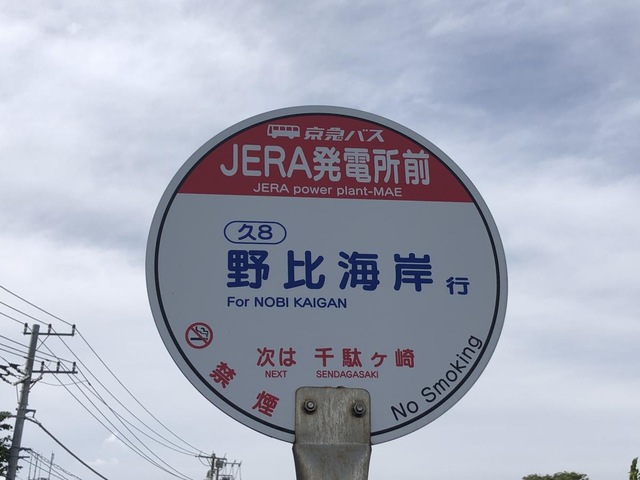 京急バス
JERA発電所前
JERA power plant-MAE
久8
野比海岸 行
For NOBI KAIGAN
次は 千駄ヶ崎
NEXT SENDAGASAKI
禁煙
No Smoking